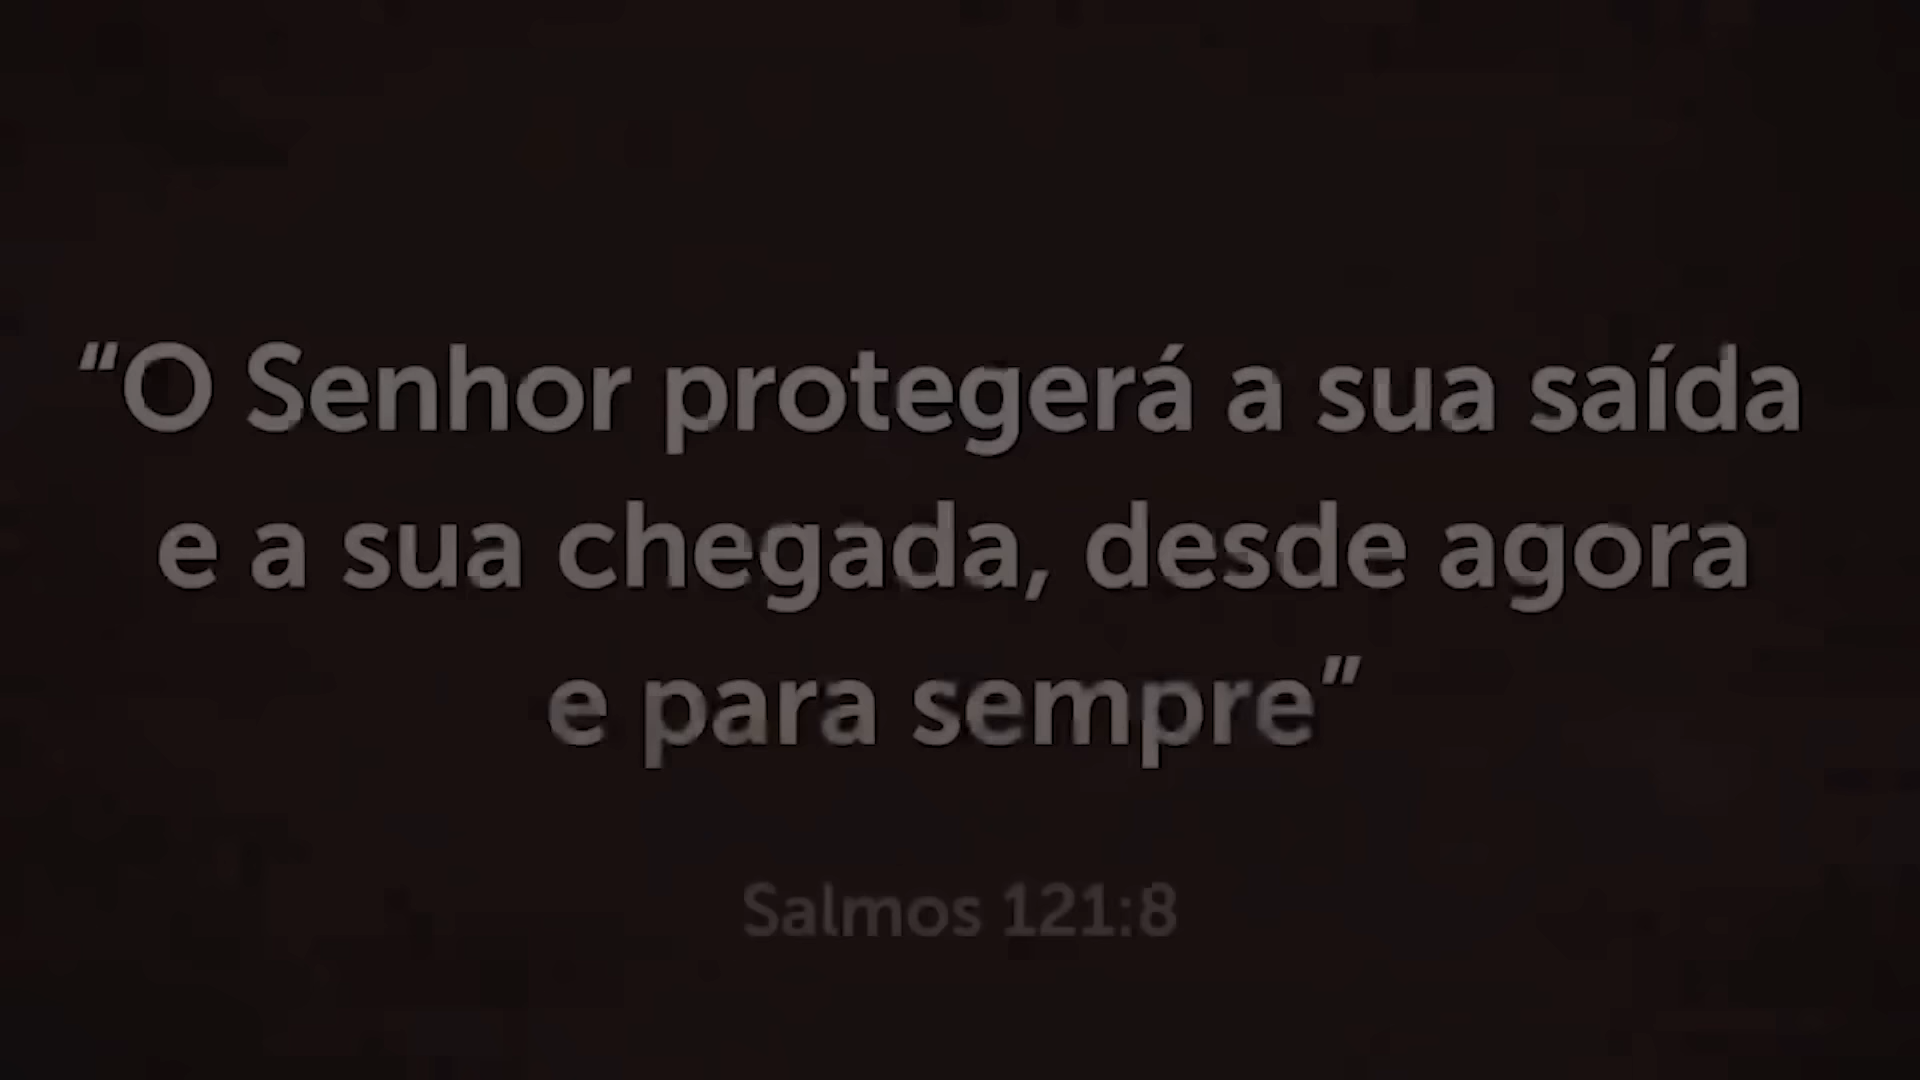 “O Senhor protegerá a sua saída
e a sua chegada, desde agora
e para sempre”
Salmos 121:8